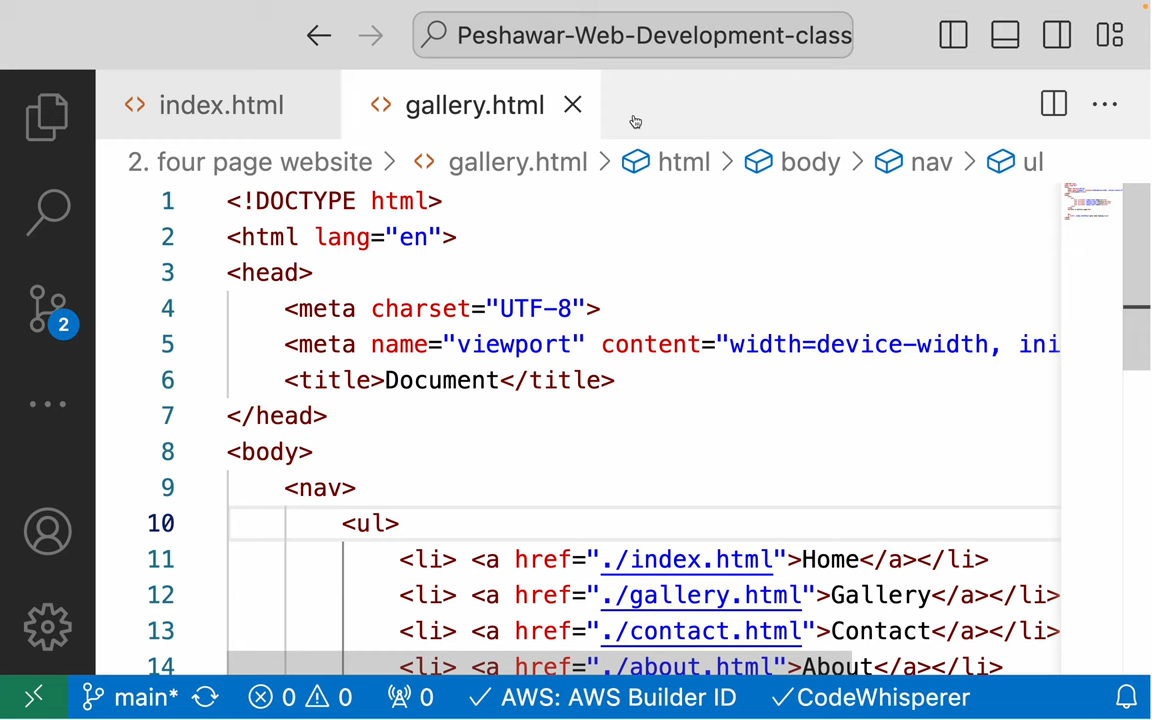 Peshawar-Web-Development-class
index.html
gallery.html
2. four page website > gallery.html > html > body > nav > ul
1 <!DOCTYPE html>
2 <html lang="en">
3 <head>
4 <meta charset="UTF-8">
5 <meta name="viewport" content="width=device-width, ini
6 <title>Document</title>
7 </head>
8 <body>
9 <nav>
10 <ul>
11 <li> <a href="./index.html">Home</a></li>
12 <li> <a href="./gallery.html">Gallery</a></li>
13 <li> <a href="./contact.html">Contact</a></li>
14 <li> <a href="./about.html">About</a></li>
2
main* 0 0 0 AWS: AWS Builder ID CodeWhisperer